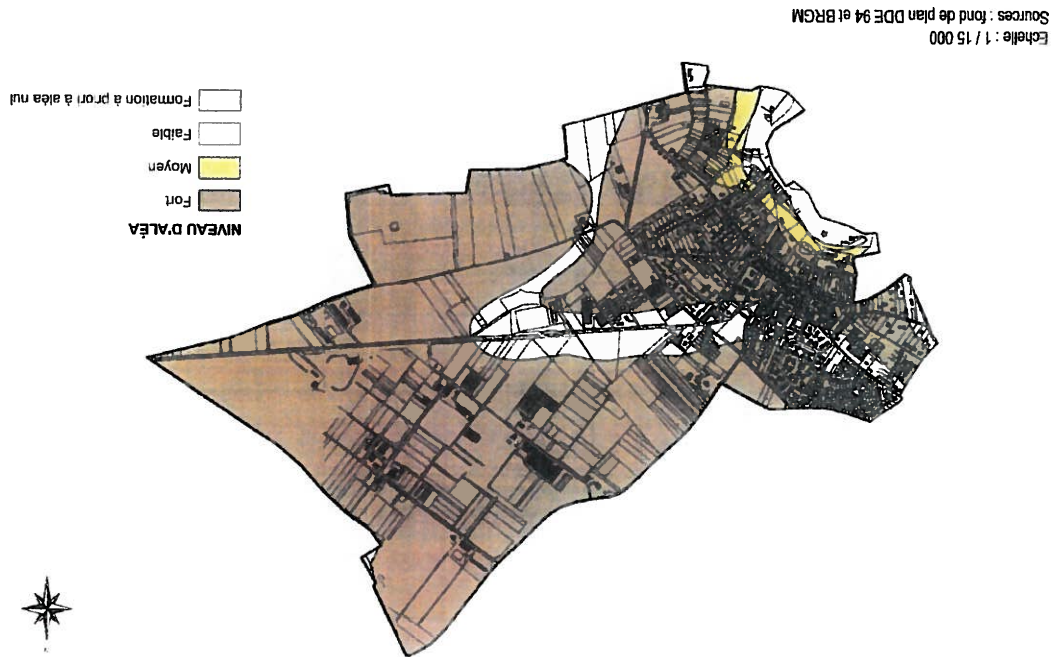 NIVEAU D'ALÉA
Fort
Moyen
Faible
Formation à priori à aléa nul
Echelle : 1 / 15 000
Sources : fond de plan DDE 94 et BRGM